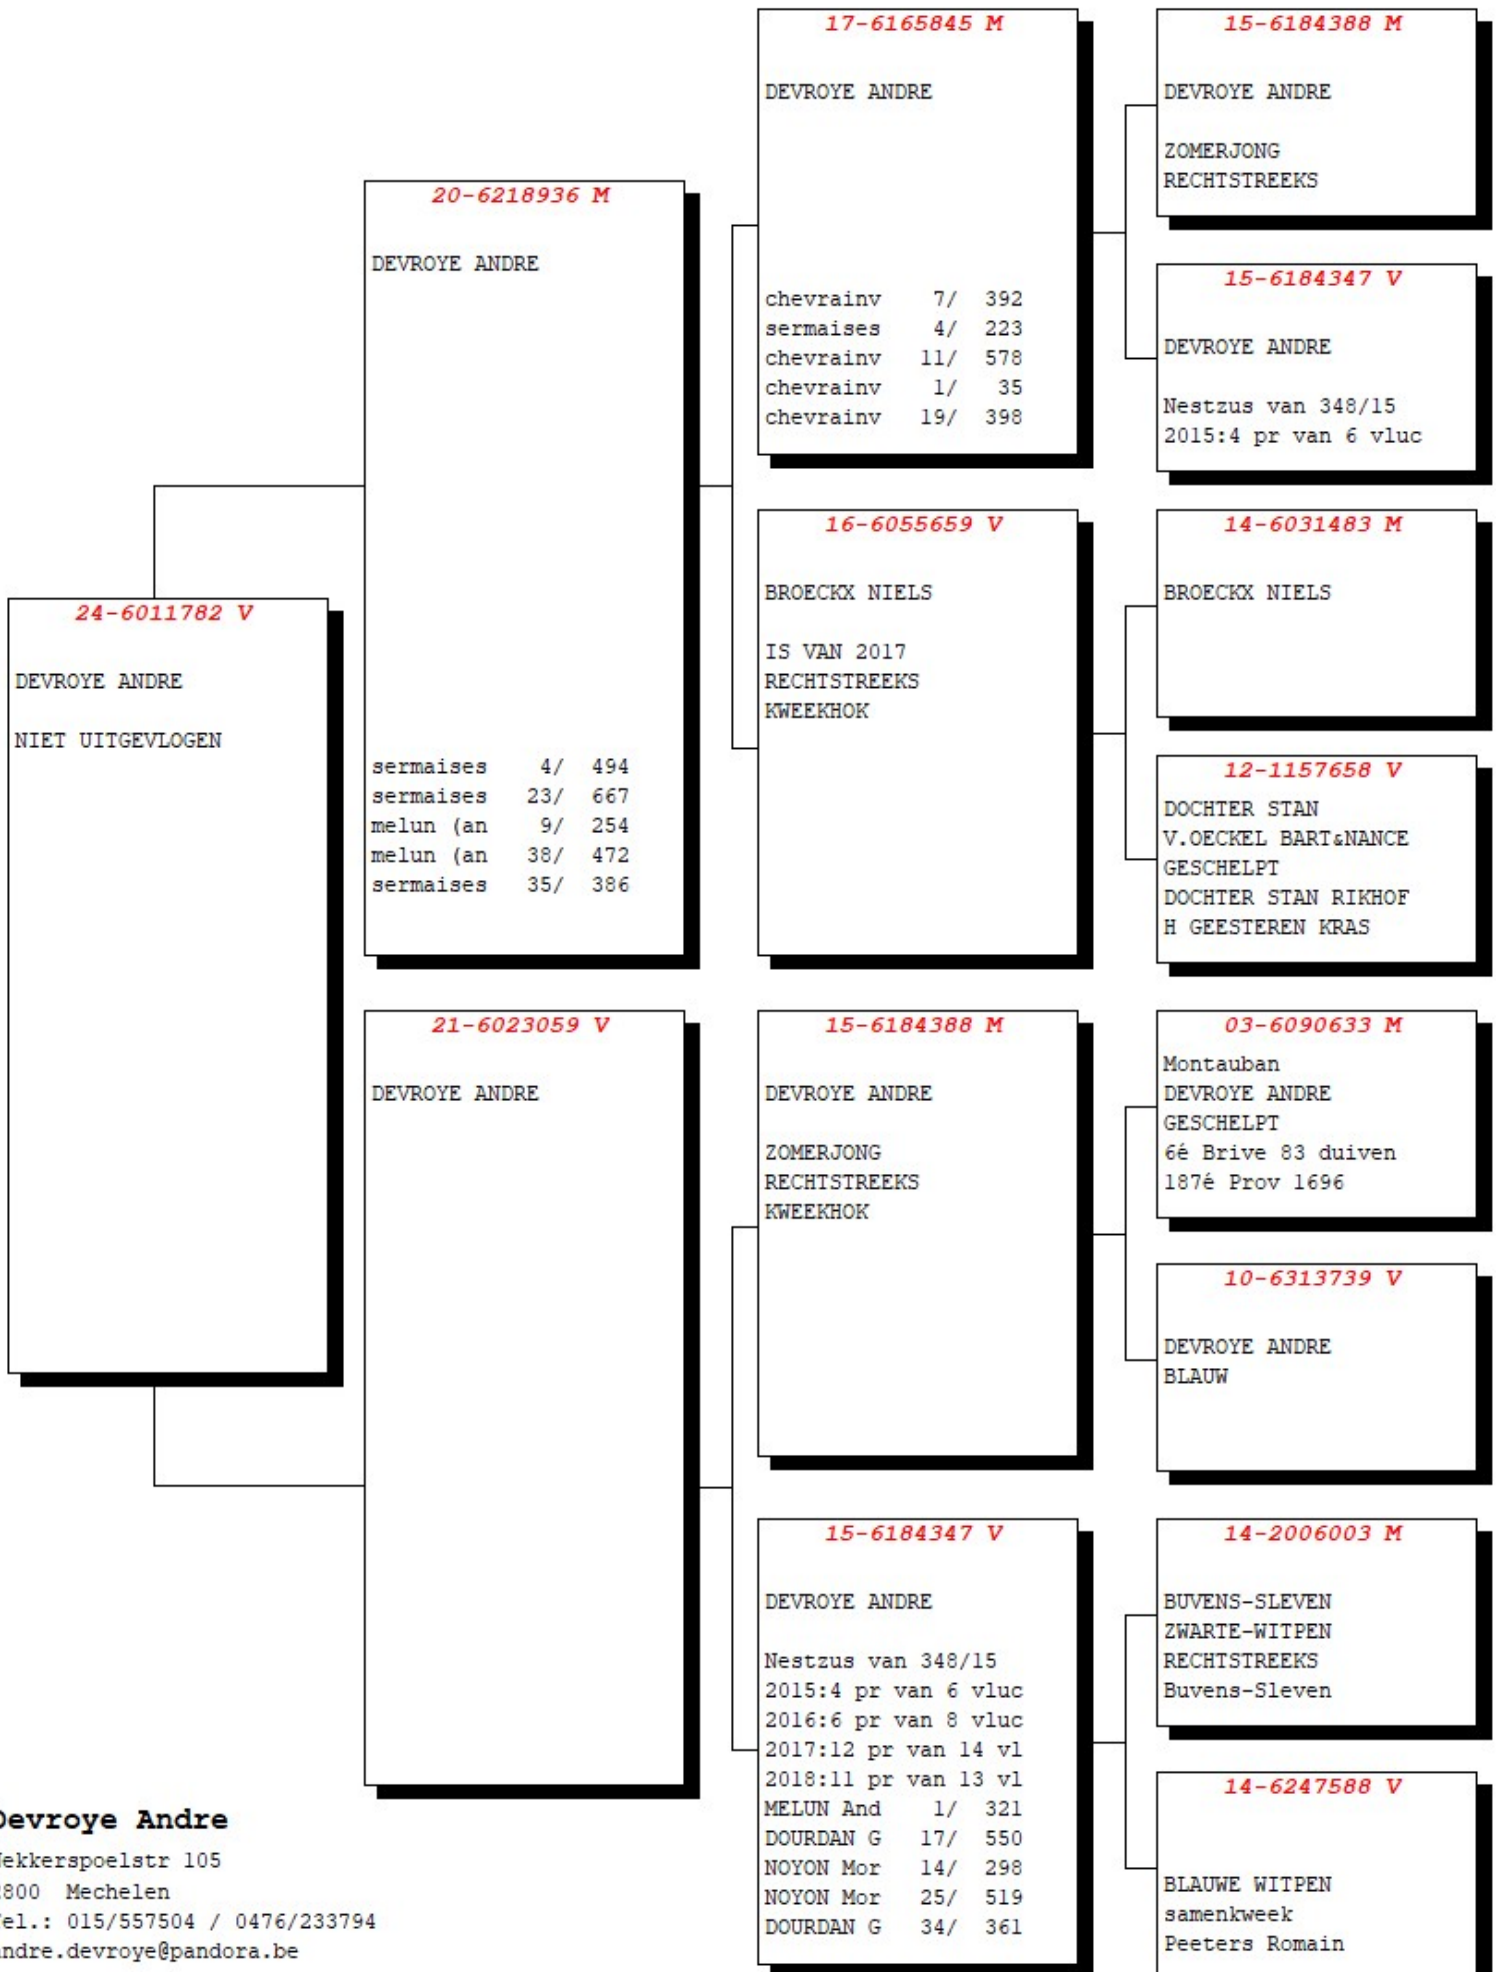 24-6011782 V
DEVROYE ANDRE
NIET UITGEVLOGEN
20-6218936 M
DEVROYE ANDRE
sermaises 4/ 494
sermaises 23/ 667
melun (an 9/ 254
melun (an 38/ 472
sermaises 35/ 386
21-6023059 V
DEVROYE ANDRE
17-6165845 M
DEVROYE ANDRE
chevrainv 7/ 392
sermaises 4/ 223
chevrainv 11/ 578
chevrainv 1/ 35
chevrainv 19/ 398
16-6055659 V
BROECKX NIELS
IS VAN 2017
RECHTSTREEKS
KWEEKHOK
15-6184388 M
DEVROYE ANDRE
ZOMERJONG
RECHTSTREEKS
KWEEKHOK
15-6184347 V
DEVROYE ANDRE
Nestzus van 348/15
2015:4 pr van 6 vluc
2016:6 pr van 8 vluc
2017:12 pr van 14 vl
2018:11 pr van 13 vl
MELUN And 1/ 321
DOURDAN G 17/ 550
NOYON Mor 14/ 298
NOYON Mor 25/ 519
DOURDAN G 34/ 361
15-6184388 M
DEVROYE ANDRE
ZOMERJONG
RECHTSTREEKS
15-6184347 V
DEVROYE ANDRE
Nestzus van 348/15
2015:4 pr van 6 vluc
14-6031483 M
BROECKX NIELS
12-1157658 V
DOCHTER STAN
V.OECKEL BART&NANCE
GESCHELPT
DOCHTER STAN RIKHOF
H GEESTEREN KRAS
03-6090633 M
Montauban
DEVROYE ANDRE
GESCHELPT
6é Brive 83 duiven
187é Prov 1696
10-6313739 V
DEVROYE ANDRE
BLAUW
14-2006003 M
BUVENS-SLEVEN
ZWARTE-WITPEN
RECHTSTREEKS
Buvens-Sleven
14-6247588 V
BLAUWE WITPEN
samenkweek
Peeters Romain
Devroye Andre
Nekkerspoelstr 105
2800 Mechelen
Tel.: 015/557504 / 0476/233794
andre.devroye@pandora.be